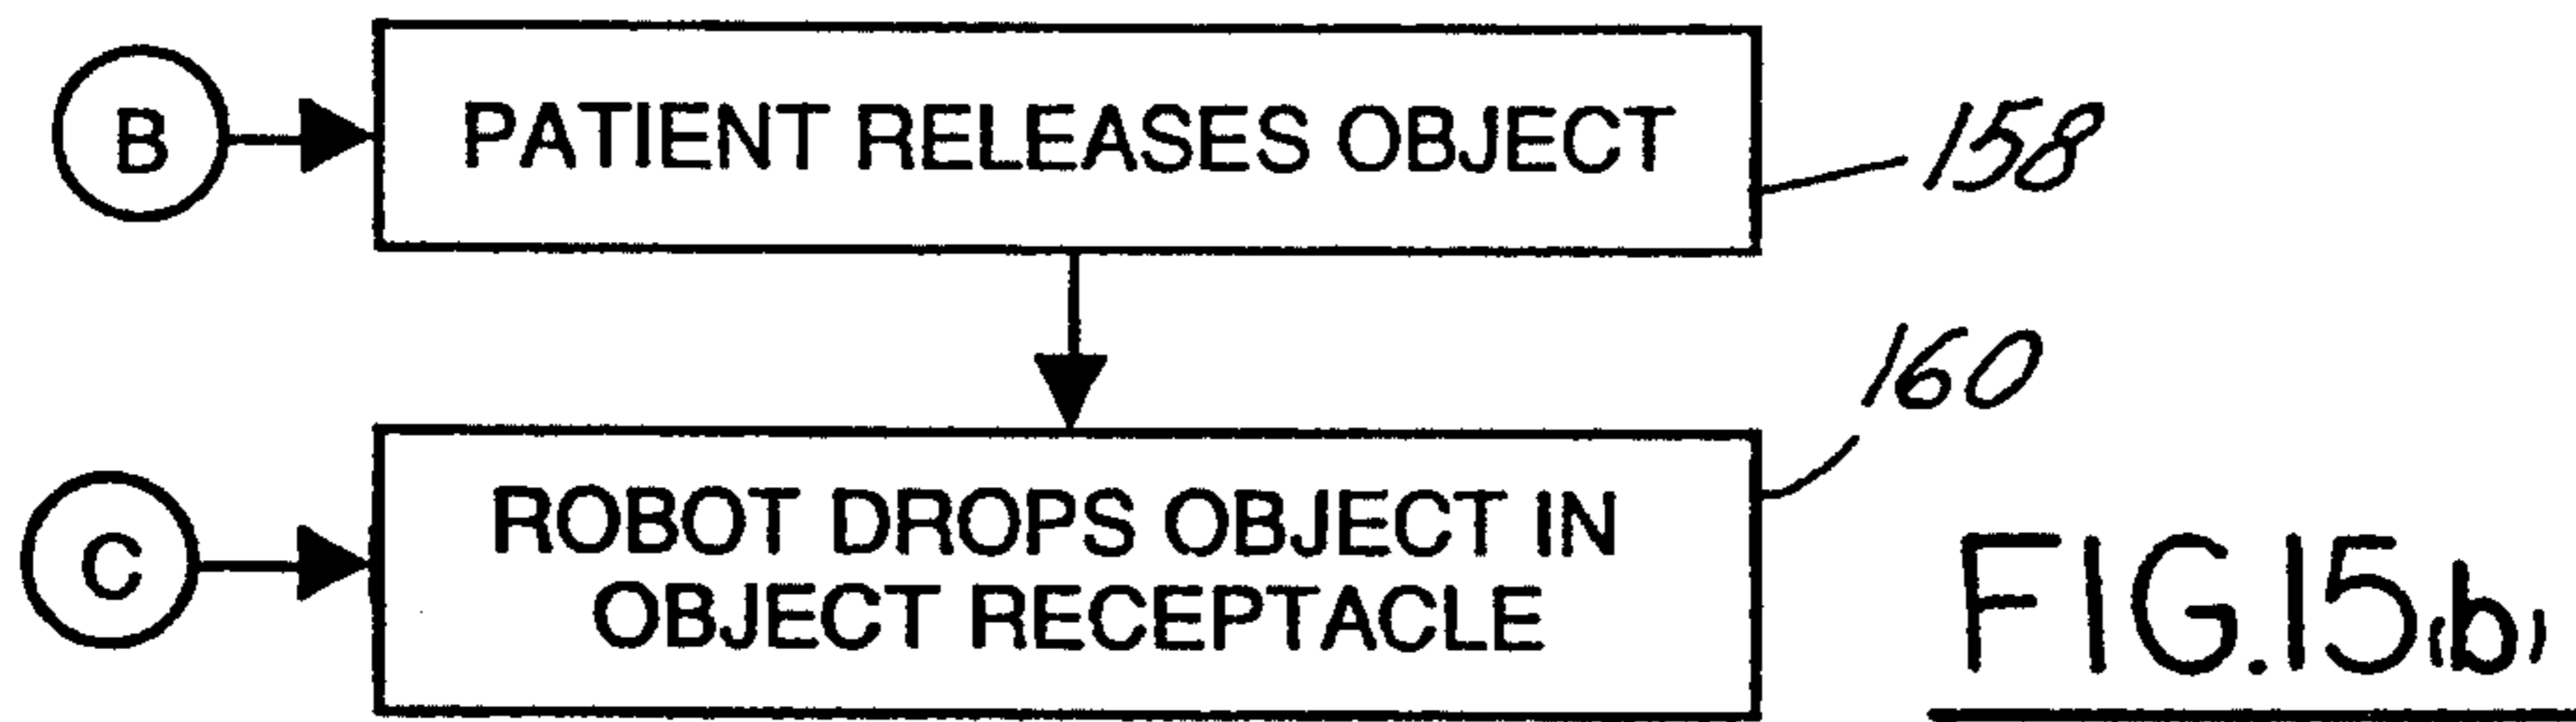 B
PATIENT RELEASES OBJECT
158
160
C
ROBOT DROPS OBJECT IN
OBJECT RECEPTACLE
FIG.15(b)